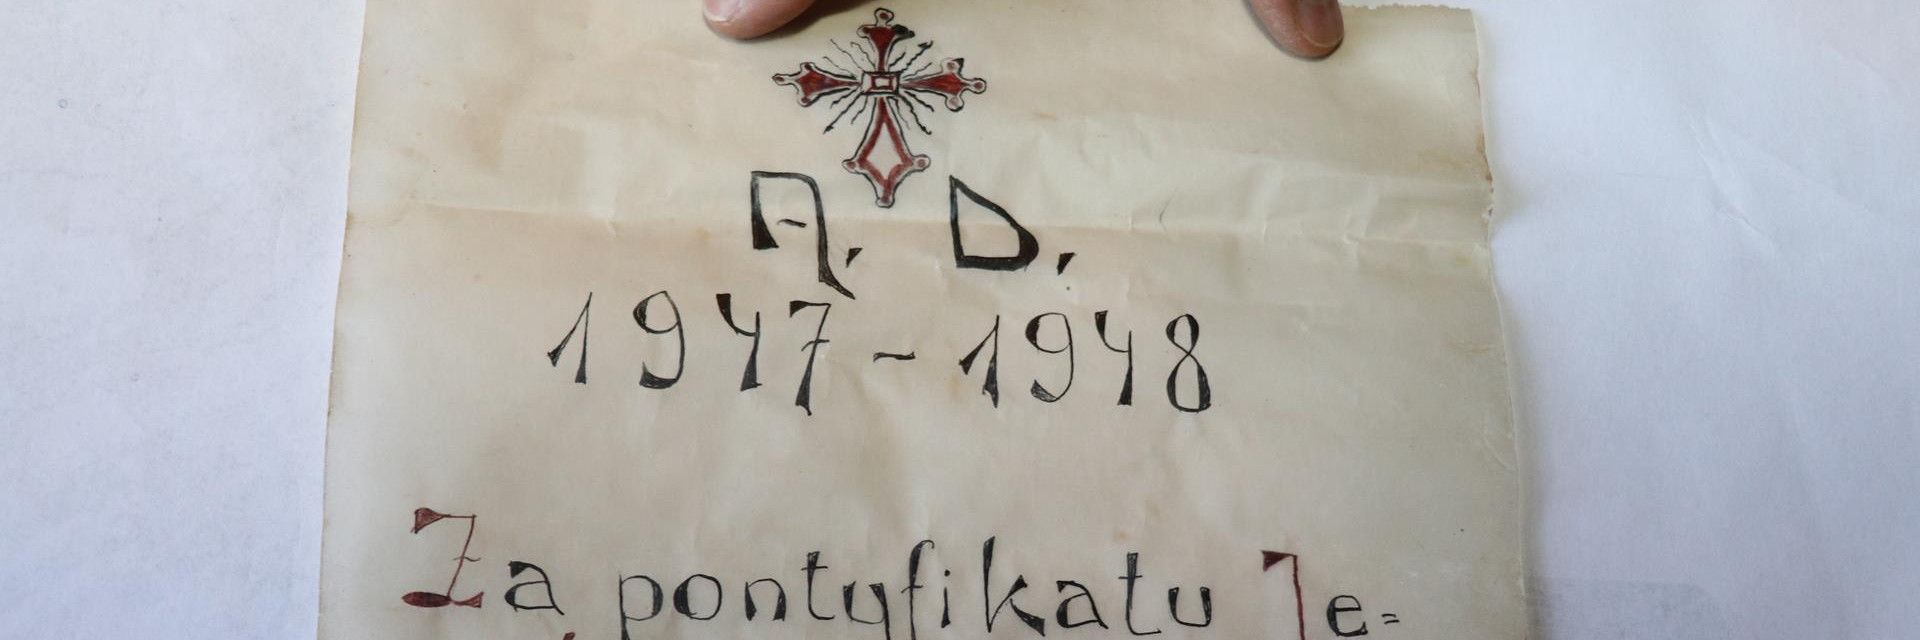 A. D.
1947-1948
Za pontyfikatu Je=